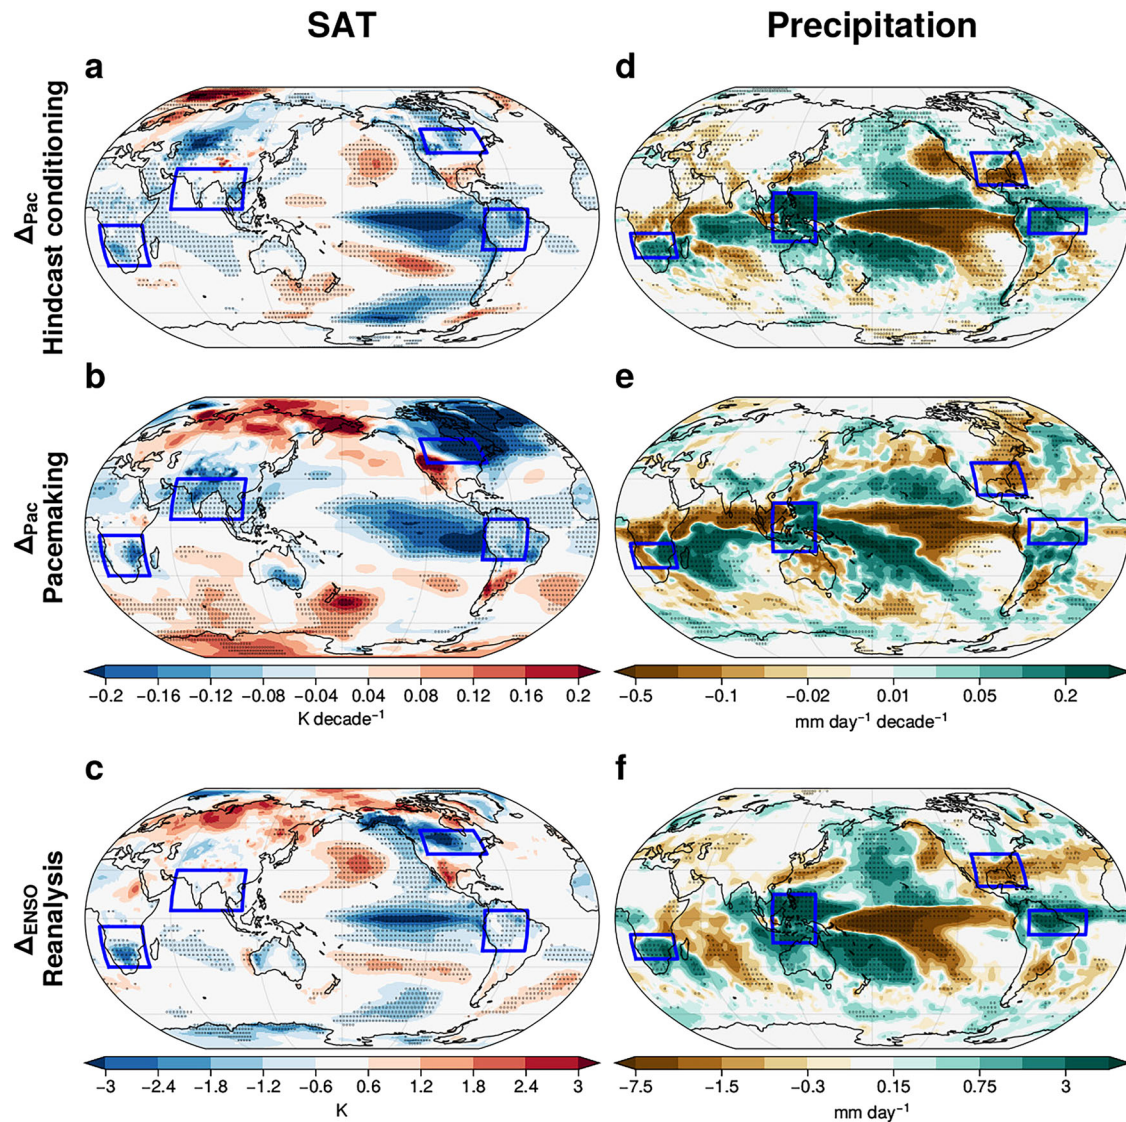 SAT
Precipitation
a
d
Δ_Pac
Hindcast conditioning
b
e
Δ_Pac
Pacemaking
−0.2 −0.16 −0.12 −0.08 −0.04 0.04 0.08 0.12 0.16 0.2
K decade⁻¹
−0.5 −0.1 −0.02 0.01 0.05 0.2
mm day⁻¹ decade⁻¹
c
f
Δ_ENSO
Reanalysis
−3 −2.4 −1.8 −1.2 −0.6 0.6 1.2 1.8 2.4 3
K
−7.5 −1.5 −0.3 0.15 0.75 3
mm day⁻¹